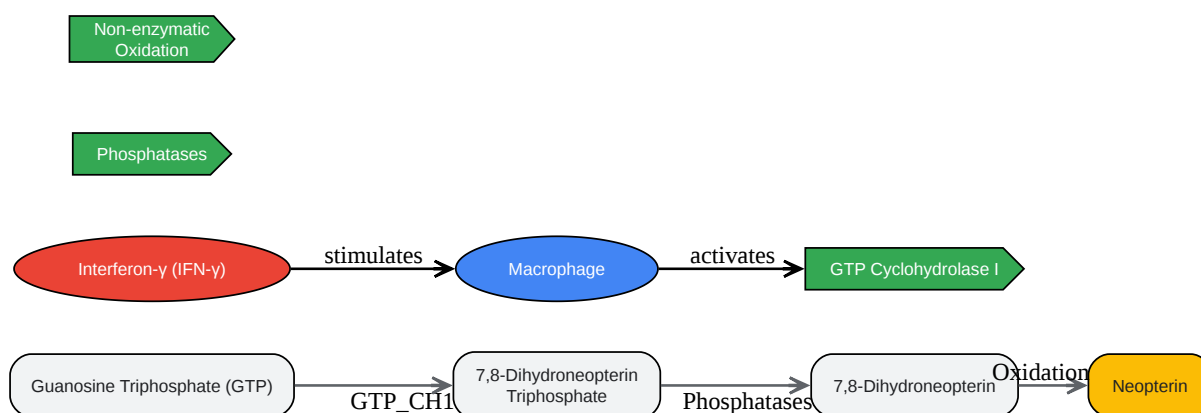 Non-enzymatic
Oxidation
Phosphatases
Interferon-γ (IFN-γ)
stimulates
Macrophage
activates
GTP Cyclohydrolase I
Guanosine Triphosphate (GTP)
GTP_CH1
7,8-Dihydroneopterin
Triphosphate
Phosphatases
7,8-Dihydroneopterin
Oxidation
Neopterin